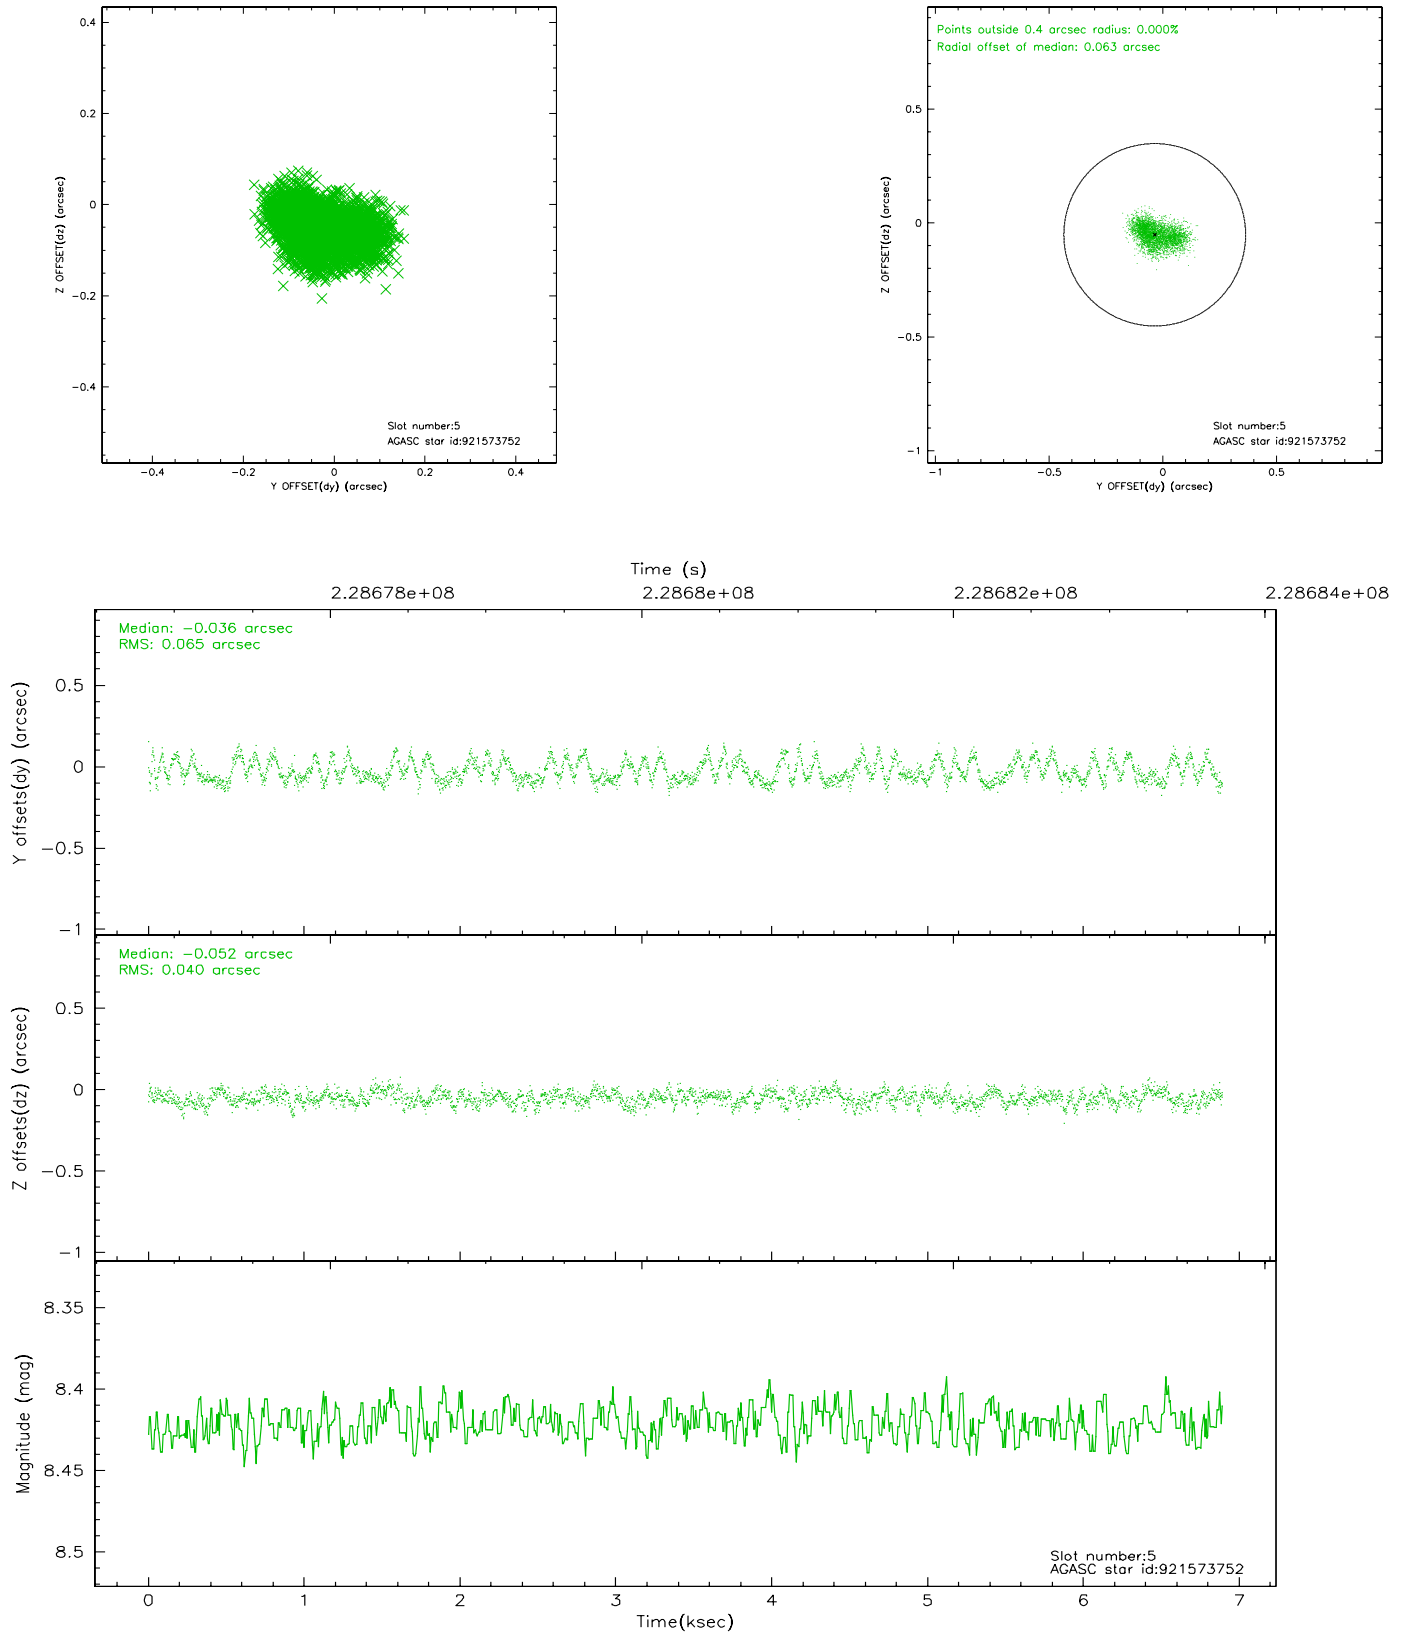 0.4
0.2
0
−0.2
−0.4
Z OFFSET(dz) (arcsec)
Slot number:5
AGASC star id:921573752
−0.4
−0.2
0
0.2
0.4
Y OFFSET(dy) (arcsec)
Points outside 0.4 arcsec radius: 0.000%
Radial offset of median: 0.063 arcsec
0.5
0
−0.5
−1
Z OFFSET(dz) (arcsec)
Slot number:5
AGASC star id:921573752
−1
−0.5
0
0.5
Y OFFSET(dy) (arcsec)
Time (s)
2.28678e+08
2.2868e+08
2.28682e+08
2.28684e+08
Median: −0.036 arcsec
RMS: 0.065 arcsec
0.5
0
−0.5
−1
Y offsets(dy) (arcsec)
Median: −0.052 arcsec
RMS: 0.040 arcsec
0.5
0
−0.5
−1
Z offsets(dz) (arcsec)
8.35
8.4
8.45
8.5
Magnitude (mag)
Slot number:5
AGASC star id:921573752
0
1
2
3
4
5
6
7
Time(ksec)